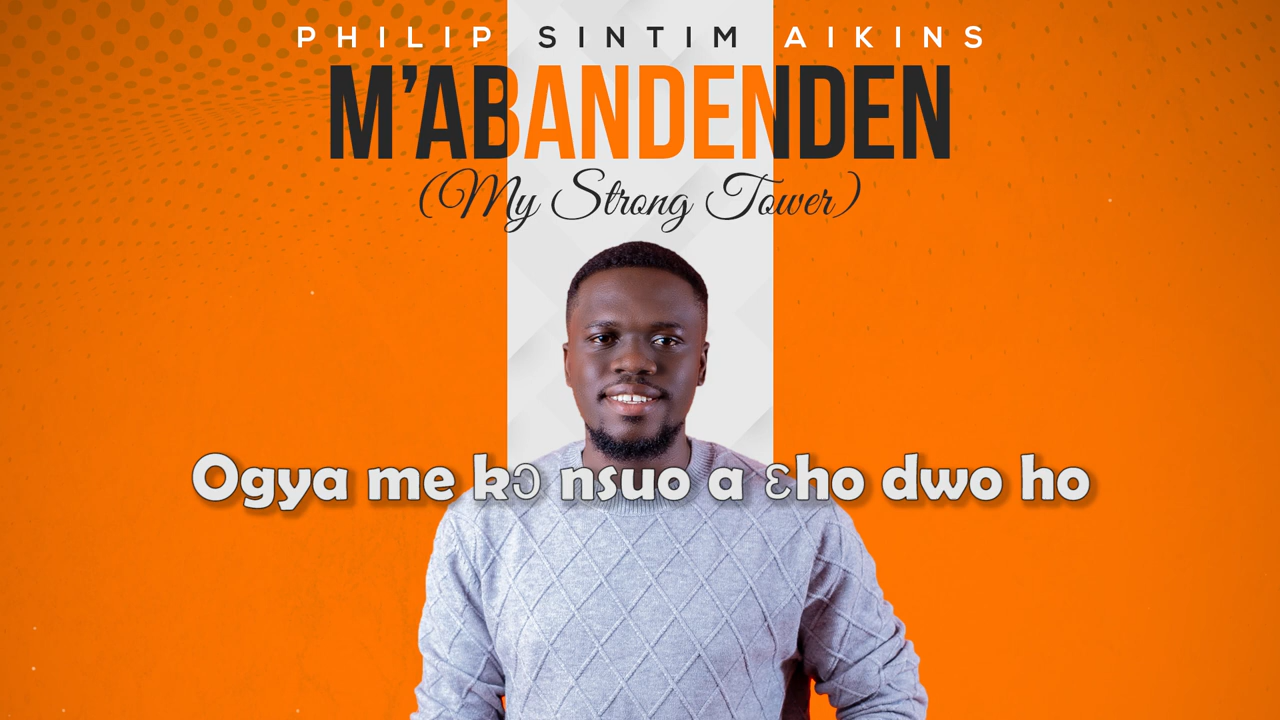 PHILIP SINTIM AIKINS
M’ABANDENDEN
(My Strong Tower)
Ogya me kɔ nsuo a ɛho dwo ho